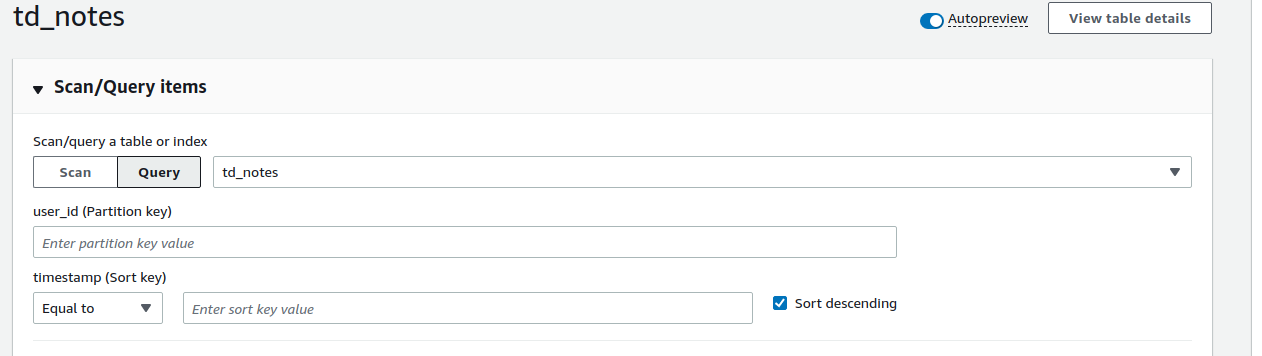 td_notes
Autopreview
View table details
Scan/Query items
Scan/query a table or index
Scan
Query
td_notes
user_id (Partition key)
Enter partition key value
timestamp (Sort key)
Equal to
Enter sort key value
Sort descending